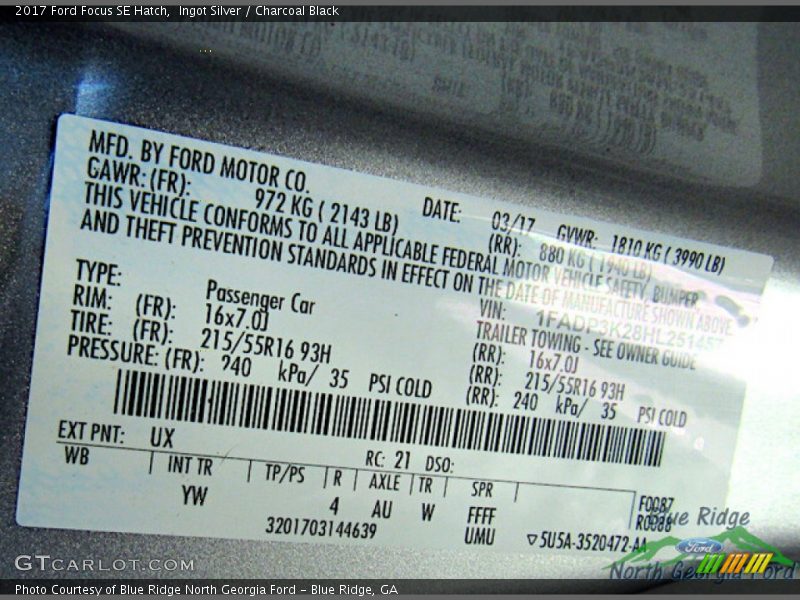 2017 Ford Focus SE Hatch, Ingot Silver / Charcoal Black
MFD. BY FORD MOTOR CO.
DATE: 03/17 GVWR: 1810 KG ( 3990 LB)
GAWR: (FR): 972 KG ( 2143 LB) (RR): 880 KG ( 1940 LB)
THIS VEHICLE CONFORMS TO ALL APPLICABLE FEDERAL MOTOR VEHICLE SAFETY, BUMPER,
AND THEFT PREVENTION STANDARDS IN EFFECT ON THE DATE OF MANUFACTURE SHOWN ABOVE
VIN: 1FADP3K28HL251457
TYPE: Passenger Car TRAILER TOWING - SEE OWNER GUIDE
RIM: (FR): 16x7.0J (RR): 16x7.0J
TIRE: (FR): 215/55R16 93H (RR): 215/55R16 93H
PRESSURE: (FR): 240 kPa/ 35 PSI COLD (RR): 240 kPa/ 35 PSI COLD
EXT PNT: UX RC: 21 DSO:
WB INT TR TP/PS R AXLE TR SPR
YW 4 AU W FFFF
UMU
F0087
R0088
3201703144639 ▽5U5A-3520472-AA
Blue Ridge
Ford
North Georgia Ford
GTCARLOT.COM
Photo Courtesy of Blue Ridge North Georgia Ford – Blue Ridge, GA